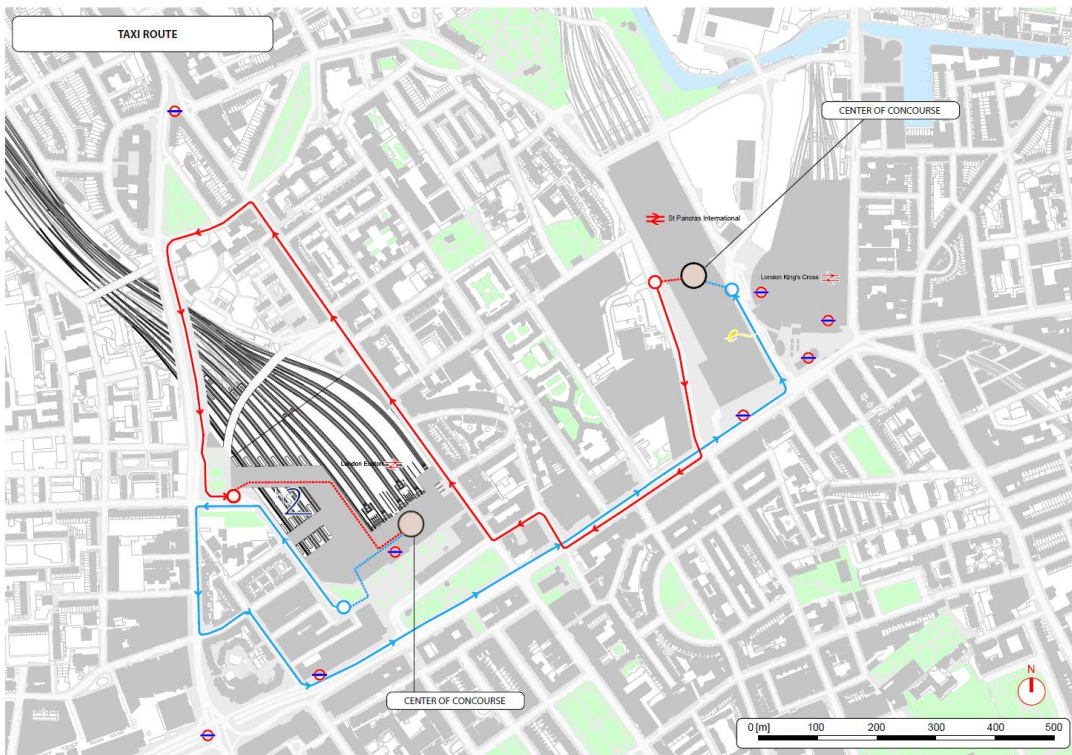 TAXI ROUTE
CENTER OF CONCOURSE
St Pancras International
London King's Cross
London Euston
CENTER OF CONCOURSE
N
0 [m] 100 200 300 400 500